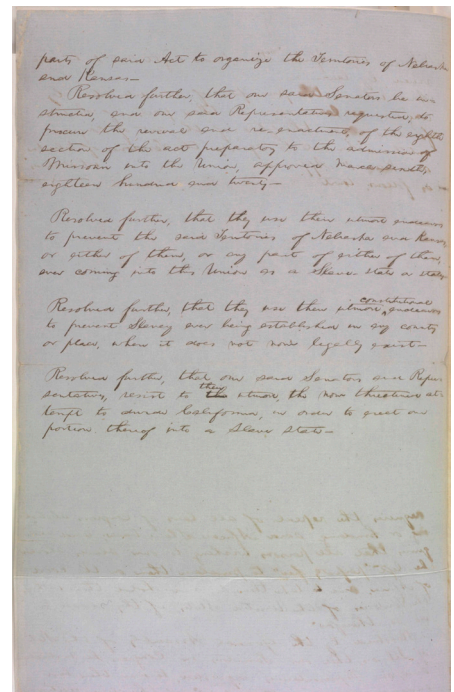 parts of said Act to organize the Territories of Nebraska
and Kansas—
Resolved further, that our said Senators be in-
structed, and our said Representatives requested, to
procure the revival and re-enactment, of the eighth
section of the act preparatory to the admission of
Missouri into the Union, approved March sixth,
eighteen hundred and twenty—
Resolved further, that they use their utmost endeavors
to prevent the said Territories of Nebraska and Kansas
or either of them, or any part of either of them,
ever coming into this Union as a Slave State or States
Resolved further, that they use their utmost constitutional endeavors
to prevent Slavery ever being established in any county
or place, where it does not now legally exist—
Resolved further, that our said Senators and Repre-
sentatives, resist to their utmost, the now threatened at-
tempt to divide California, in order to erect one
portion thereof into a Slave State—